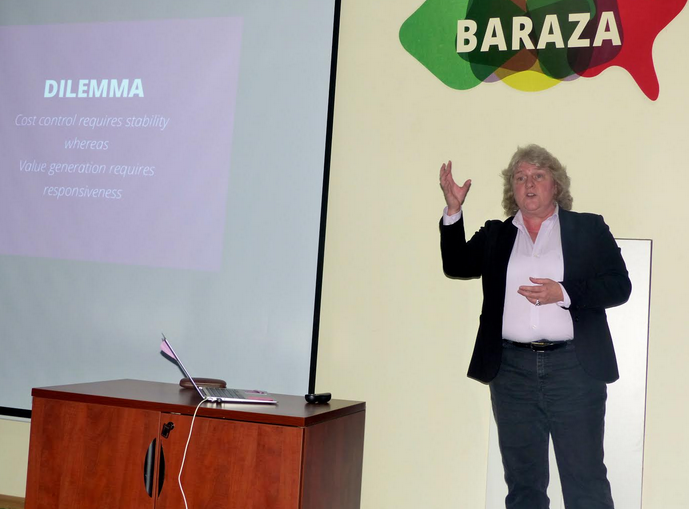 DILEMMA
Cost control requires stability
whereas
Value generation requires
responsiveness
BARAZA